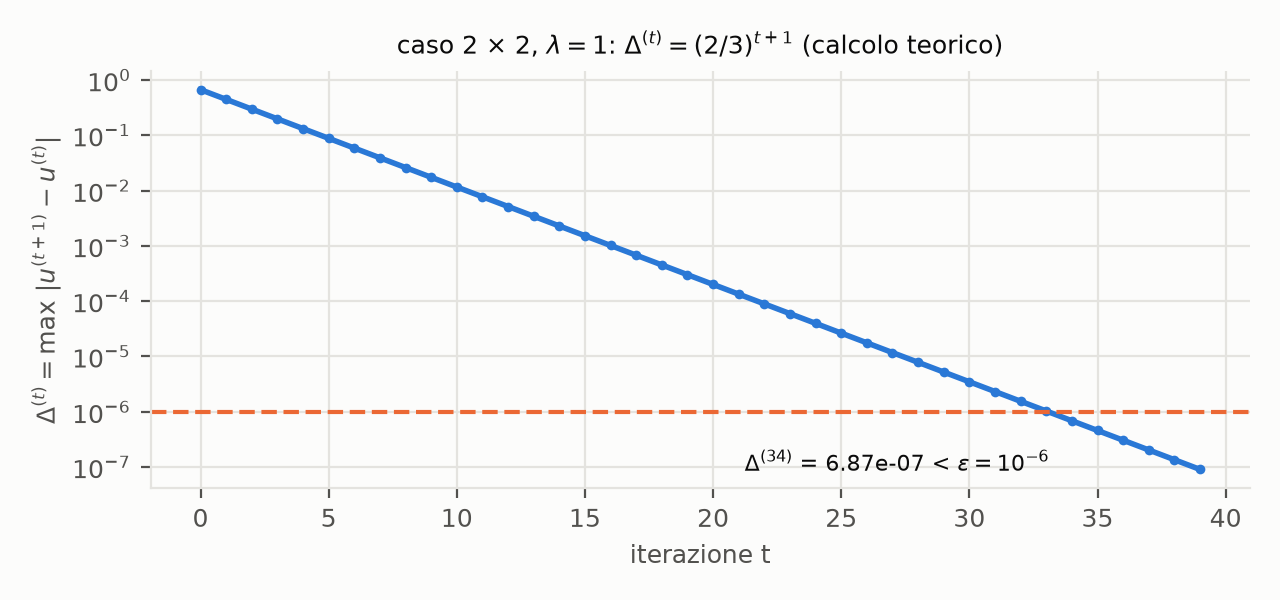 caso 2 × 2, λ = 1: Δ⁽ᵗ⁾ = (2/3)ᵗ⁺¹ (calcolo teorico)
Δ⁽ᵗ⁾ = max |u⁽ᵗ⁺¹⁾ − u⁽ᵗ⁾|
10⁰
10⁻¹
10⁻²
10⁻³
10⁻⁴
10⁻⁵
10⁻⁶
10⁻⁷
Δ⁽³⁴⁾ = 6.87e-07 < ε = 10⁻⁶
0 5 10 15 20 25 30 35 40
iterazione t